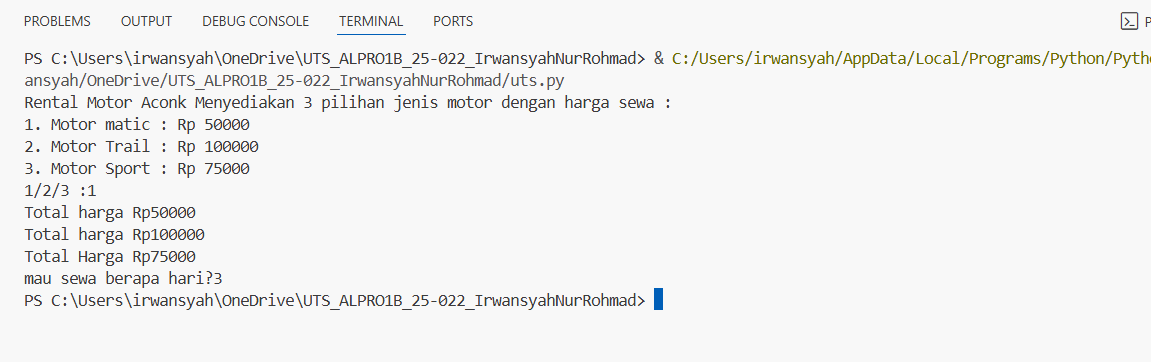 PROBLEMS OUTPUT DEBUG CONSOLE TERMINAL PORTS
PS C:\Users\irwansyah\OneDrive\UTS_ALPRO1B_25-022_IrwansyahNurRohmad> & C:/Users/irwansyah/AppData/Local/Programs/Python/Pyth
ansyah/OneDrive/UTS_ALPRO1B_25-022_IrwansyahNurRohmad/uts.py
Rental Motor Aconk Menyediakan 3 pilihan jenis motor dengan harga sewa :
1. Motor matic : Rp 50000
2. Motor Trail : Rp 100000
3. Motor Sport : Rp 75000
1/2/3 :1
Total harga Rp50000
Total harga Rp100000
Total Harga Rp75000
mau sewa berapa hari?3
PS C:\Users\irwansyah\OneDrive\UTS_ALPRO1B_25-022_IrwansyahNurRohmad>